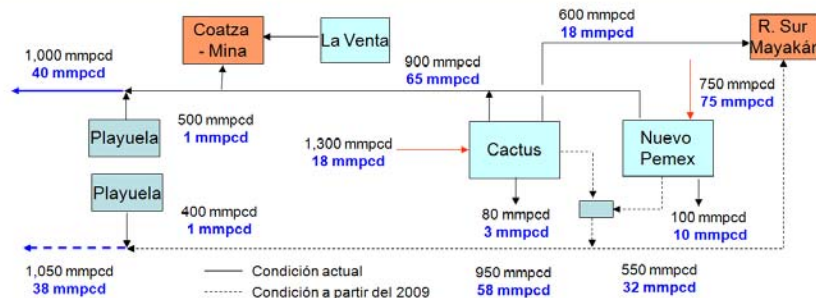 600 mmpcd
18 mmpcd
Coatza
- Mina
La Venta
R. Sur
Mayakán
1,000 mmpcd
40 mmpcd
900 mmpcd
65 mmpcd
750 mmpcd
75 mmpcd
Playuela
500 mmpcd
1 mmpcd
1,300 mmpcd
18 mmpcd
Cactus
Nuevo
Pemex
Playuela
400 mmpcd
1 mmpcd
80 mmpcd
3 mmpcd
100 mmpcd
10 mmpcd
1,050 mmpcd
38 mmpcd
Condición actual
Condición a partir del 2009
950 mmpcd
58 mmpcd
550 mmpcd
32 mmpcd